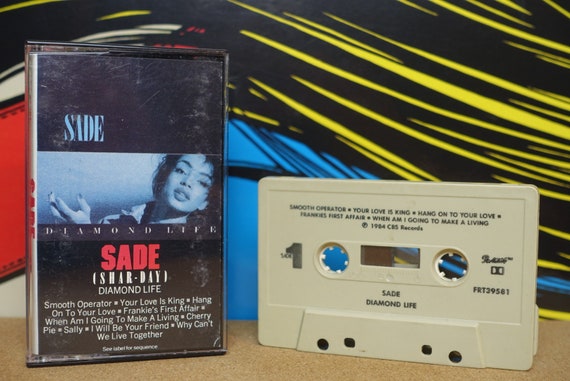 SADE
DIAMOND LIFE
SADE
(SHAR-DAY)
DIAMOND LIFE
Smooth Operator ▪ Your Love Is King ▪ Hang
On To Your Love ▪ Frankie's First Affair ▪
When Am I Going To Make A Living ▪ Cherry
Pie ▪ Sally ▪ I Will Be Your Friend ▪ Why Can't
We Live Together
See label for sequence.
SADE
SMOOTH OPERATOR ▪ YOUR LOVE IS KING ▪ HANG ON TO YOUR LOVE ▪
FRANKIES FIRST AFFAIR ▪ WHEN AM I GOING TO MAKE A LIVING
℗ 1984 CBS Records
SIDE 1
FRT39581
SADE
DIAMOND LIFE